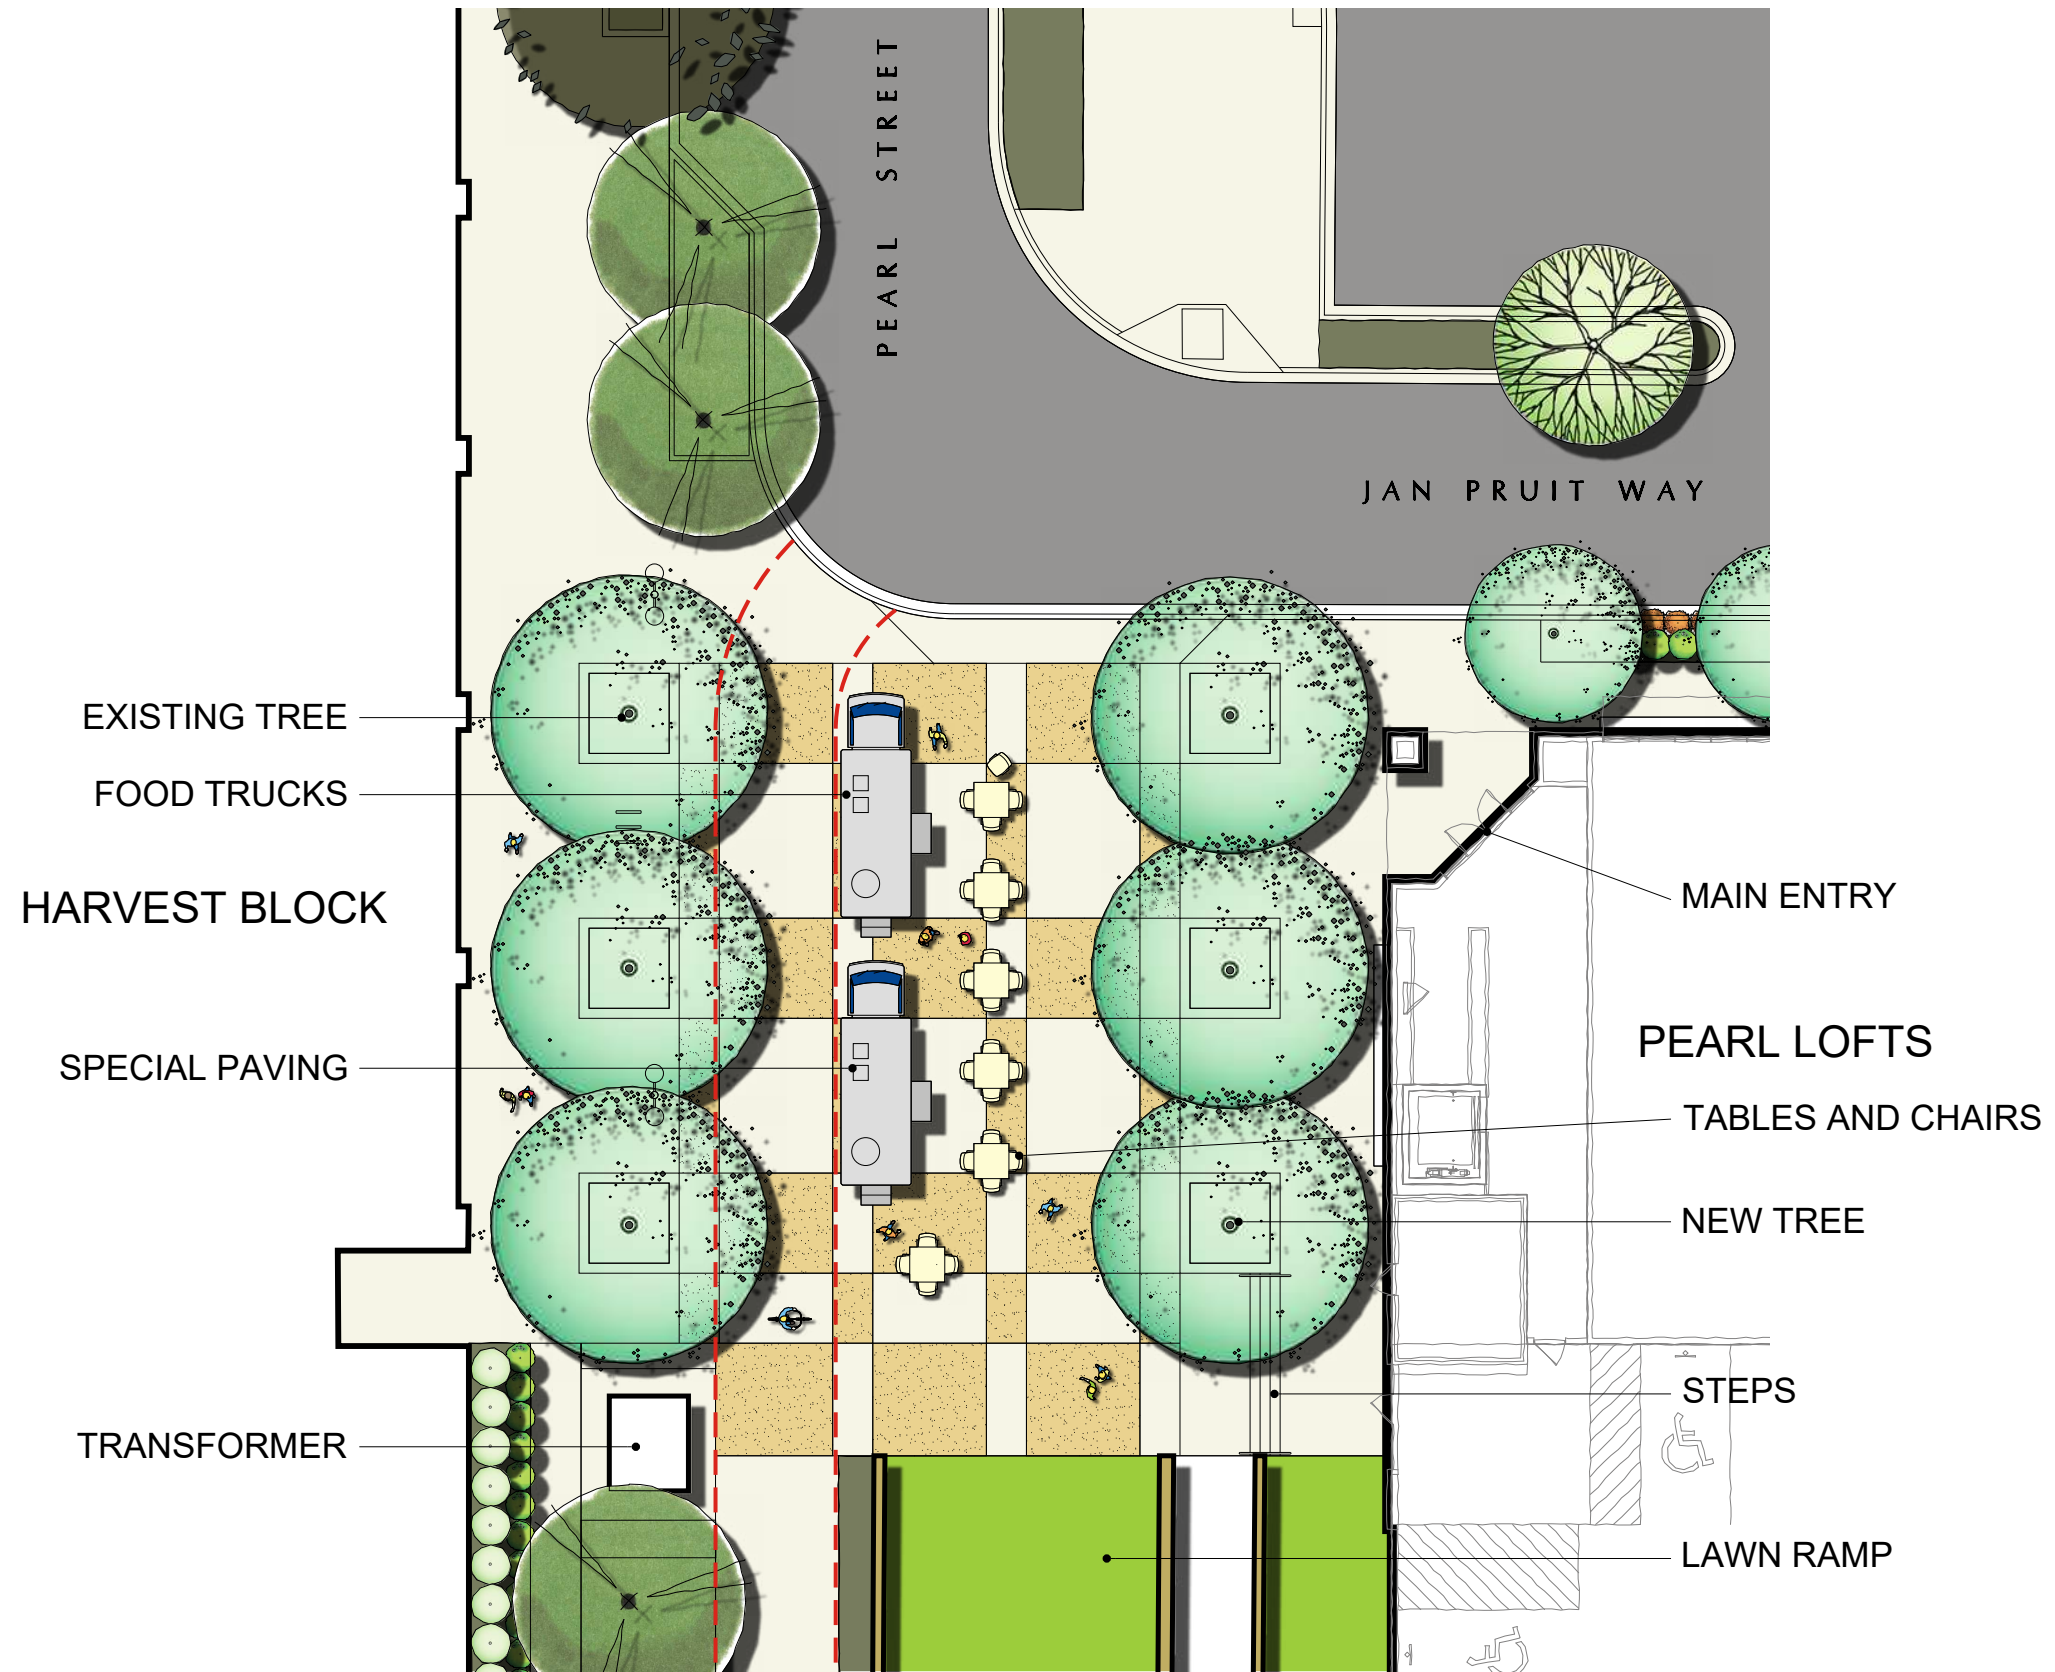 PEARL STREET
JAN PRUIT WAY
EXISTING TREE
FOOD TRUCKS
HARVEST BLOCK
SPECIAL PAVING
TRANSFORMER
MAIN ENTRY
PEARL LOFTS
TABLES AND CHAIRS
NEW TREE
STEPS
LAWN RAMP